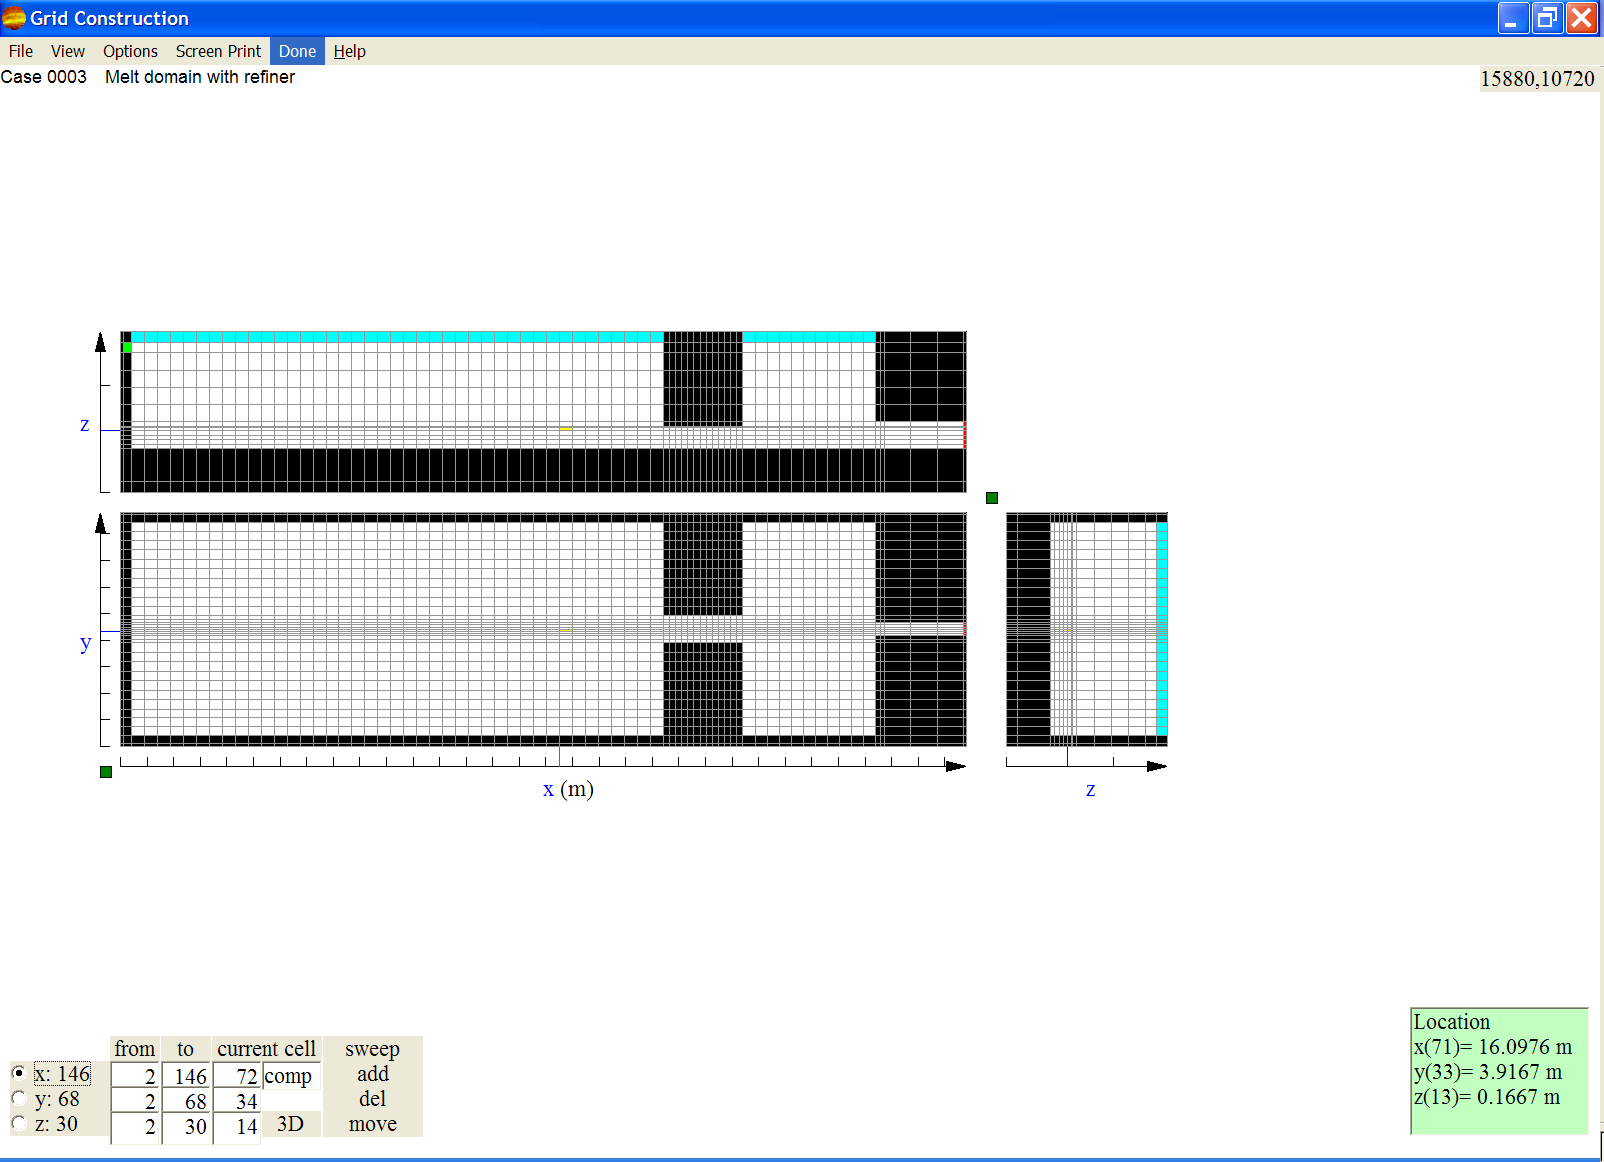 Grid Construction
File View Options Screen Print Done Help
Case 0003 Melt domain with refiner
15880,10720
z
y
x (m)
z
from to current cell sweep
x: 146 2 146 72 comp add
y: 68 2 68 34 del
z: 30 2 30 14 3D move
Location
x(71)= 16.0976 m
y(33)= 3.9167 m
z(13)= 0.1667 m